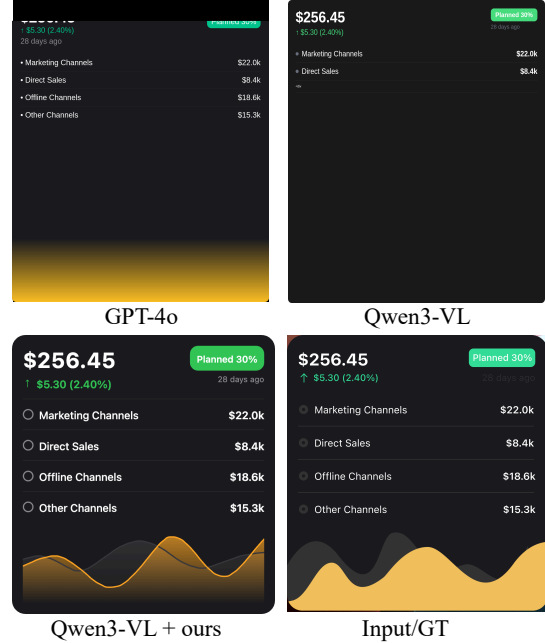 $256.45
Planned 30%
↑ $5.30 (2.40%)
28 days ago
• Marketing Channels $22.0k
• Direct Sales $8.4k
• Offline Channels $18.6k
• Other Channels $15.3k
GPT-4o
$256.45
Planned 30%
↑ $5.30 (2.40%)
28 days ago
Marketing Channels $22.0k
Direct Sales $8.4k
Qwen3-VL
$256.45
Planned 30%
↑ $5.30 (2.40%)
28 days ago
Marketing Channels $22.0k
Direct Sales $8.4k
Offline Channels $18.6k
Other Channels $15.3k
Qwen3-VL + ours
$256.45
Planned 30%
↑ $5.30 (2.40%)
28 days ago
Marketing Channels $22.0k
Direct Sales $8.4k
Offline Channels $18.6k
Other Channels $15.3k
Input/GT